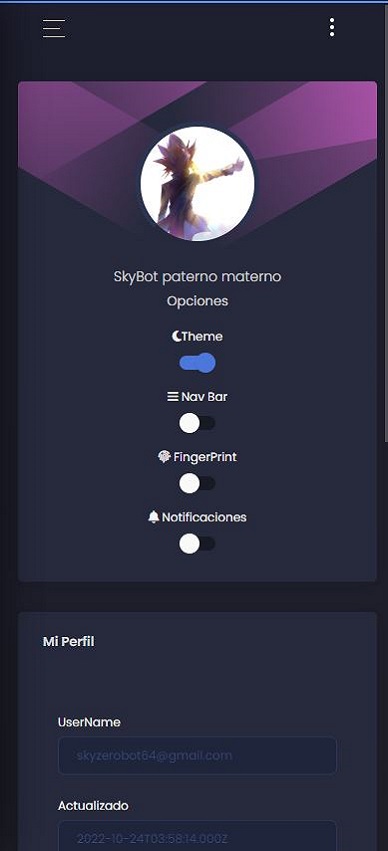 SkyBot paterno materno
Opciones
Theme
Nav Bar
FingerPrint
Notificaciones
Mi Perfil
UserName
skyzerobot64@gmail.com
Actualizado
2022-10-24T03:58:14.000Z